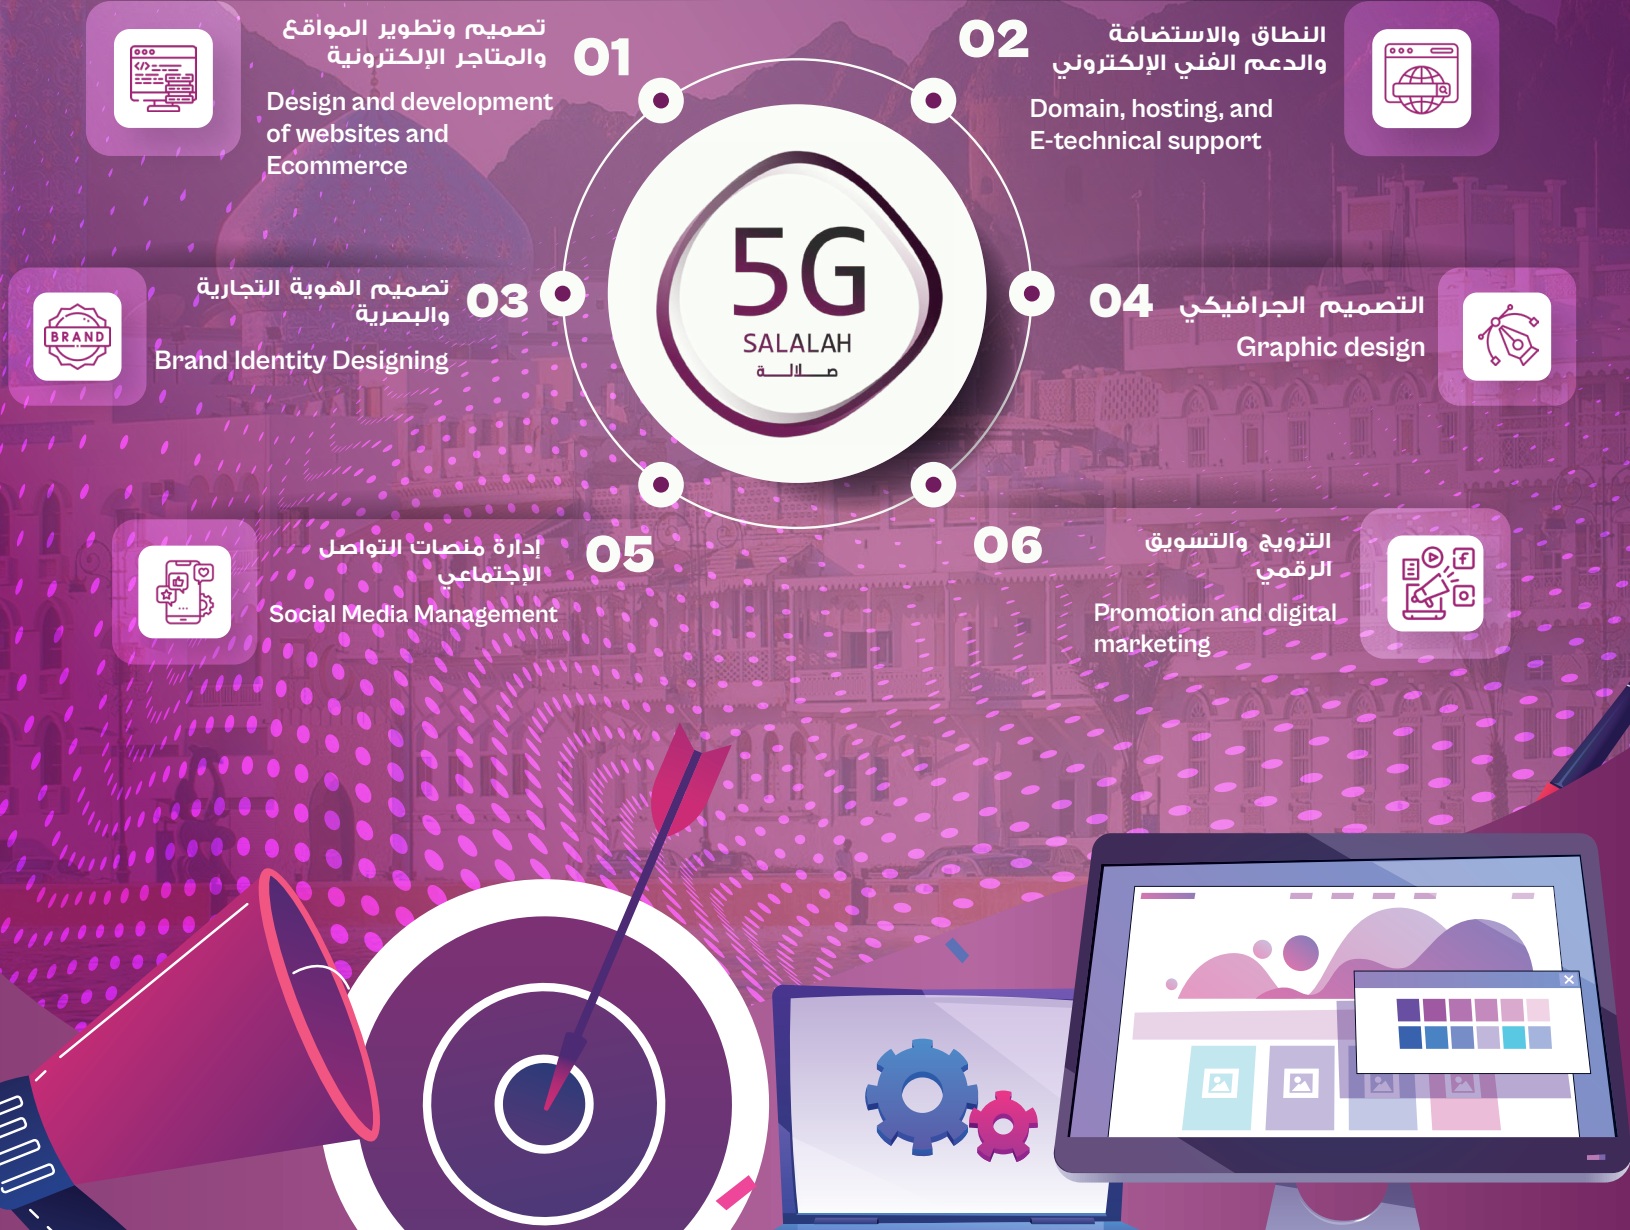 تصميم وتطوير المواقع
والمتاجر الإلكترونية
01
Design and development
of websites and
Ecommerce
02
النطاق والاستضافة
والدعم الفني الإلكتروني
Domain, hosting, and
E-technical support
5G
SALALAH
صلالة
BRAND
تصميم الهوية التجارية
والبصرية
03
Brand Identity Designing
04
التصميم الجرافيكي
Graphic design
إدارة منصات التواصل
الإجتماعي
05
Social Media Management
06
الترويج والتسويق
الرقمي
Promotion and digital
marketing